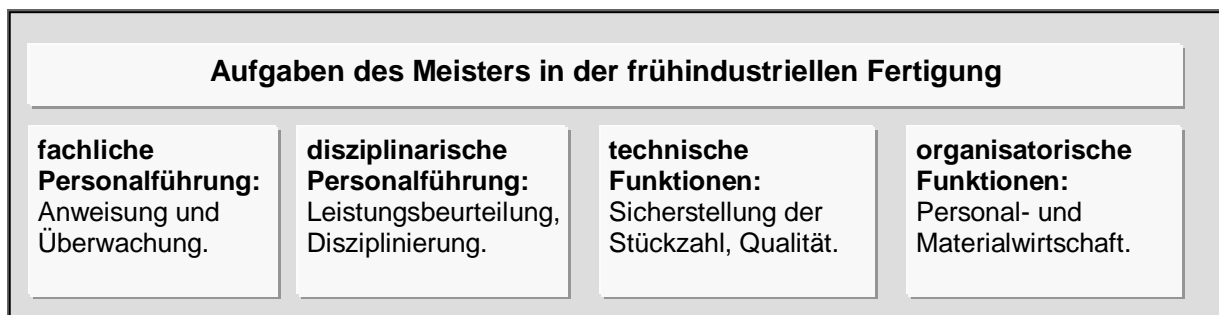 Aufgaben des Meisters in der frühindustriellen Fertigung
fachliche
Personalführung:
Anweisung und
Überwachung.
disziplinarische
Personalführung:
Leistungsbeurteilung,
Disziplinierung.
technische
Funktionen:
Sicherstellung der
Stückzahl, Qualität.
organisatorische
Funktionen:
Personal- und
Materialwirtschaft.